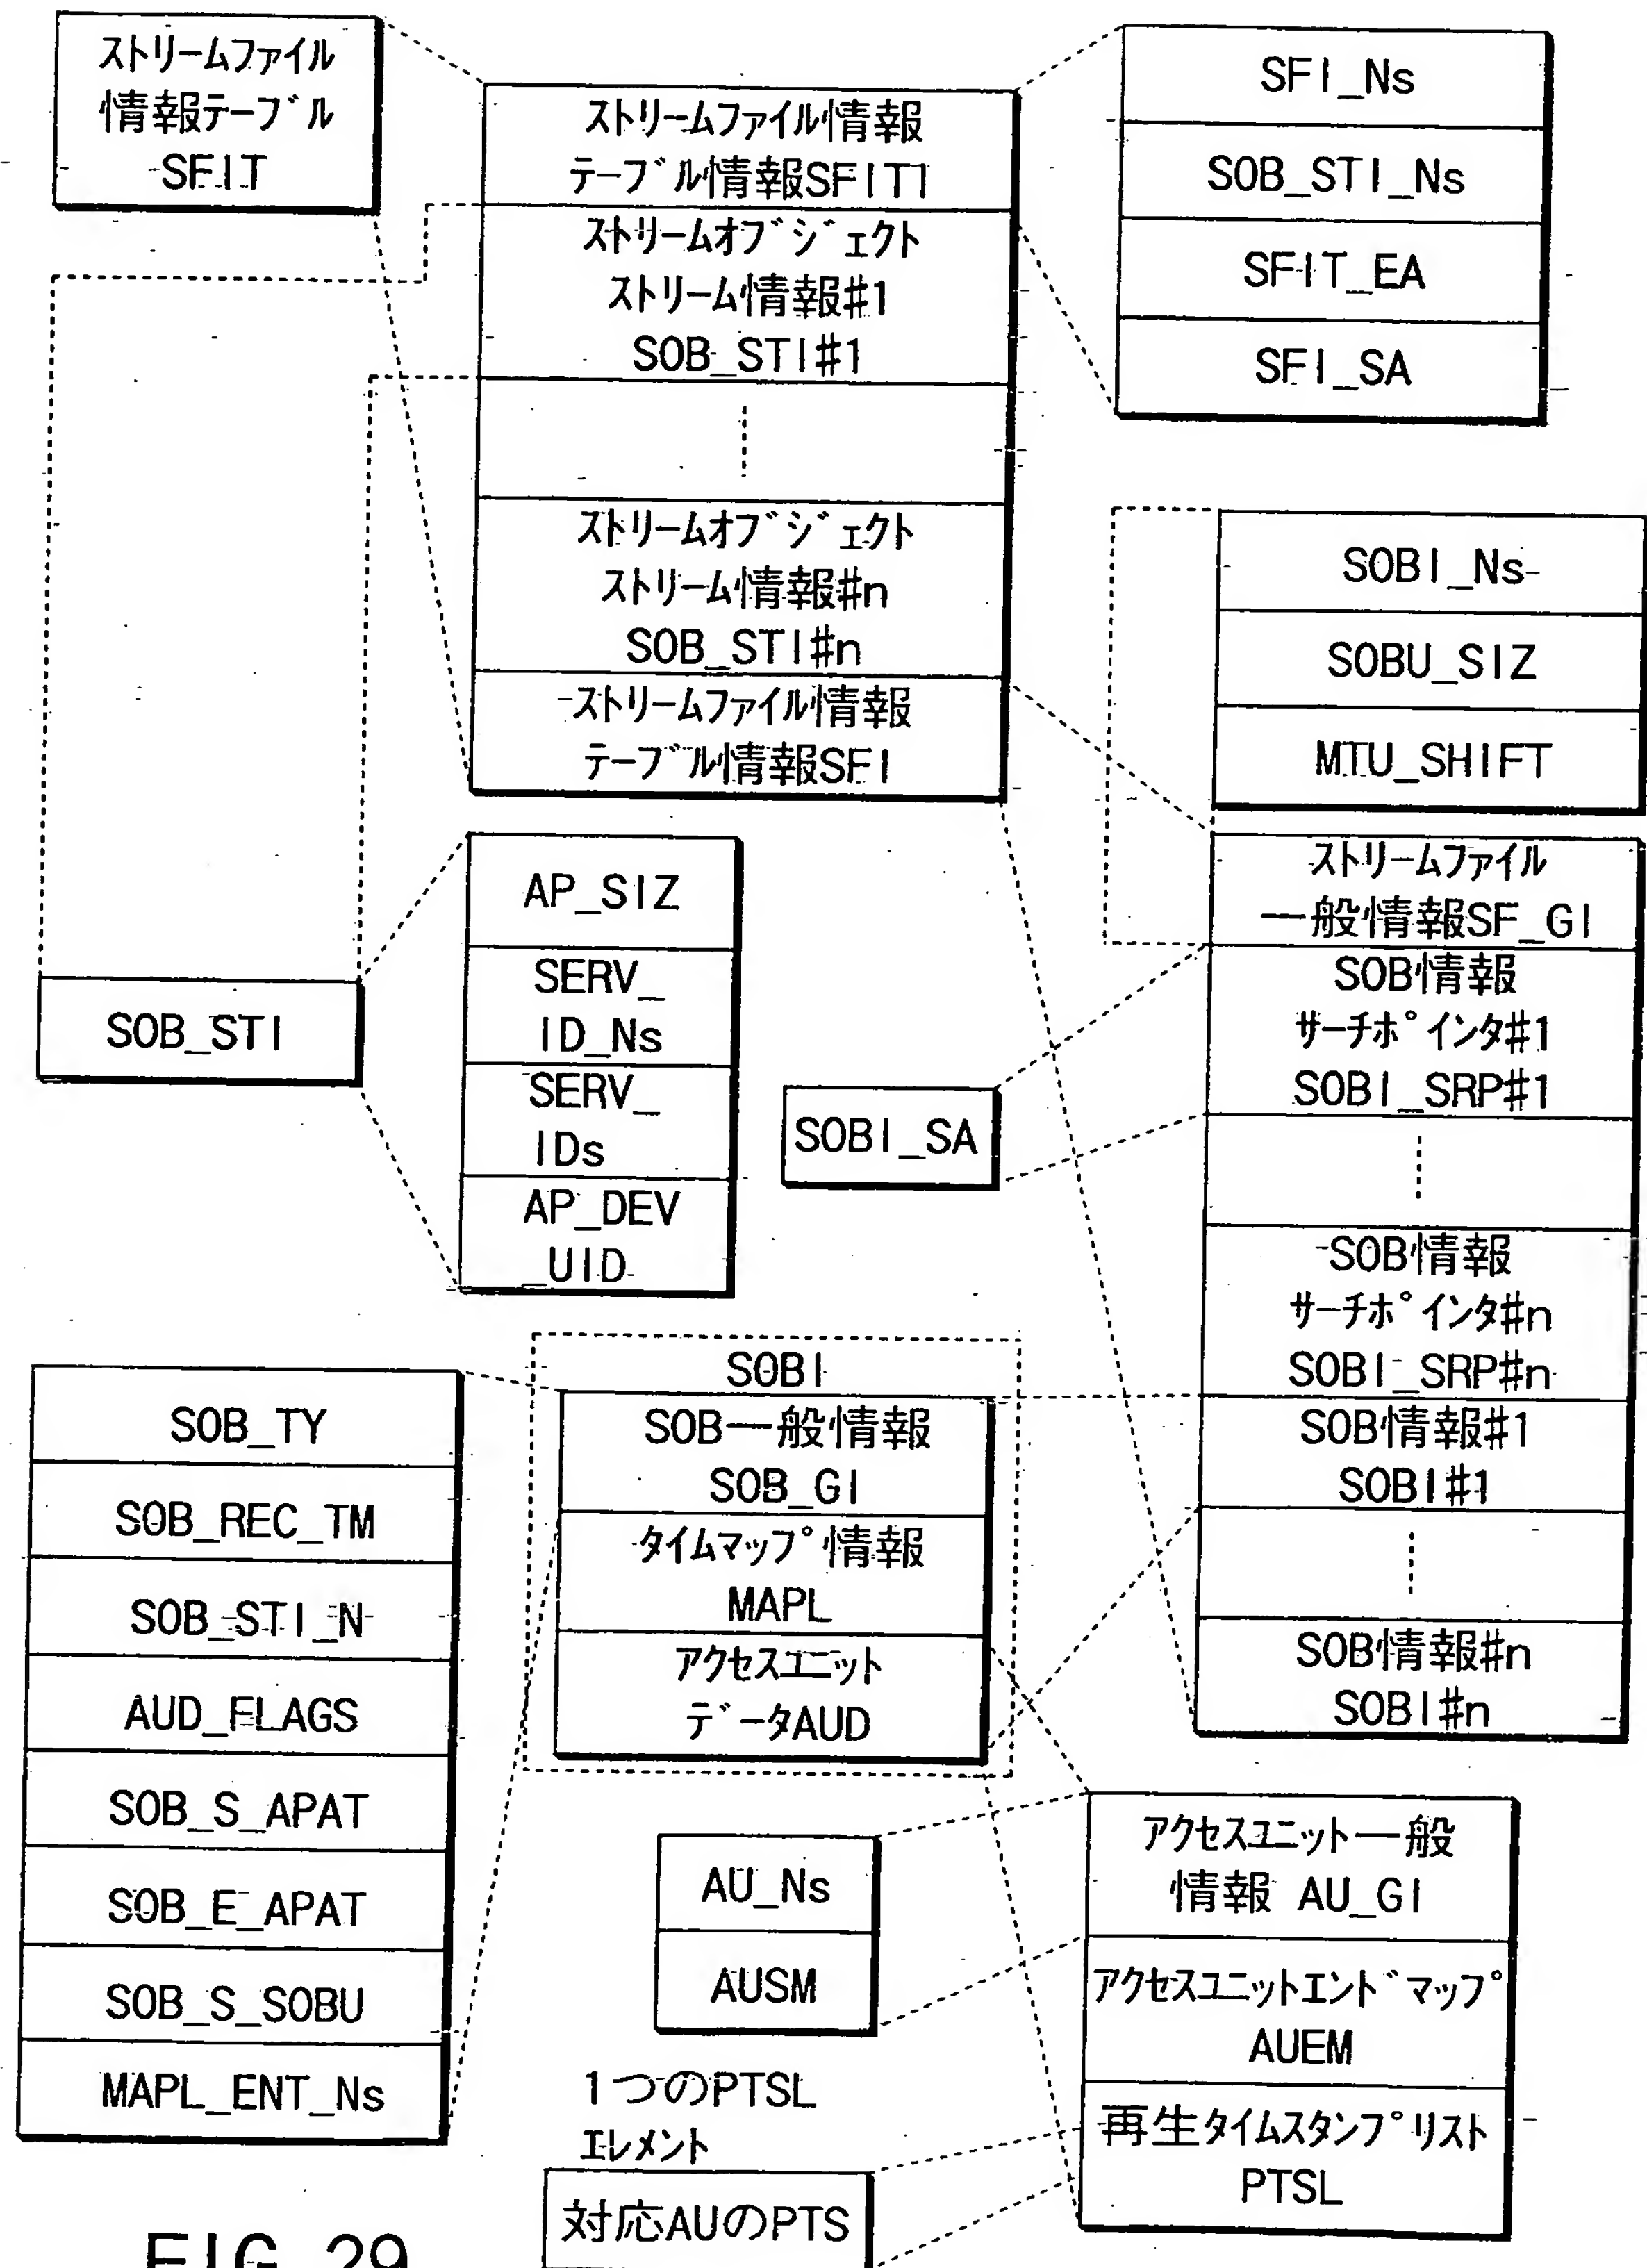 ストリームファイル
情報テーブル
SFIT
ストリームファイル情報
テーブル情報SFITI
ストリームオブジェクト
ストリーム情報#1
SOB_STI#1
ストリームオブジェクト
ストリーム情報#n
SOB_STI#n
ストリームファイル情報
テーブル情報SFI
SFI_Ns
SOB_STI_Ns
SFIT_EA
SFI_SA
SOBI_Ns
SOBU_SIZ
MTU_SHIFT
ストリームファイル
一般情報SF_GI
SOB情報
サーチポインタ#1
SOBI_SRP#1
SOB情報
サーチポインタ#n
SOBI_SRP#n
SOB情報#1
SOBI#1
SOB情報#n
SOBI#n
SOB_STI
AP_SIZ
SERV_
ID_Ns
SERV_
IDs
AP_DEV
_UID
SOBI_SA
SOBI
SOB一般情報
SOB_GI
タイムマップ情報
MAPL
アクセスユニット
データAUD
SOB_TY
SOB_REC_TM
SOB_STI_N
AUD_FLAGS
SOB_S_APAT
SOB_E_APAT
SOB_S_SOBU
MAPL_ENT_Ns
AU_Ns
AUSM
アクセスユニット一般
情報 AU_GI
アクセスユニットエンドマップ
AUEM
再生タイムスタンプリスト
PTSL
1つのPTSL
エレメント
対応AUのPTS
FIG. 29